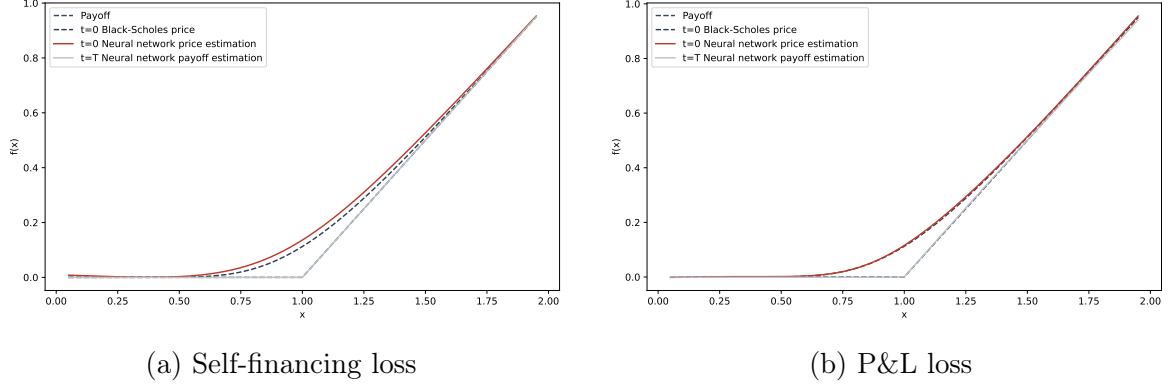 Payoff
t=0 Black-Scholes price
t=0 Neural network price estimation
t=T Neural network payoff estimation
1.0
0.8
0.6
0.4
0.2
0.0
f(x)
0.00 0.25 0.50 0.75 1.00 1.25 1.50 1.75 2.00
x
(a) Self-financing loss
Payoff
t=0 Black-Scholes price
t=0 Neural network price estimation
t=T Neural network payoff estimation
1.0
0.8
0.6
0.4
0.2
0.0
f(x)
0.00 0.25 0.50 0.75 1.00 1.25 1.50 1.75 2.00
x
(b) P&L loss